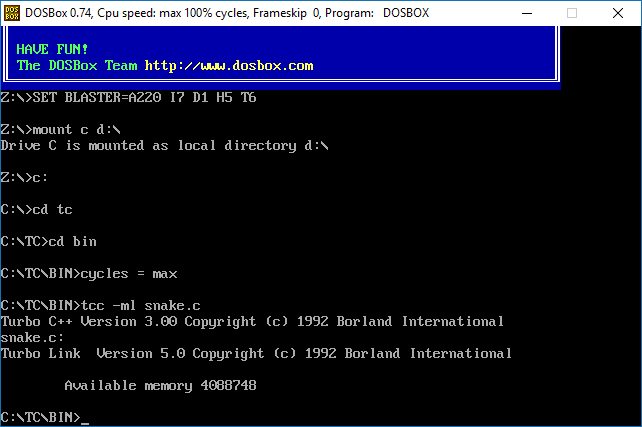 DOSBox 0.74, Cpu speed: max 100% cycles, Frameskip 0, Program: DOSBOX
HAVE FUN!
The DOSBox Team http://www.dosbox.com
Z:\>SET BLASTER=A220 I7 D1 H5 T6
Z:\>mount c d:\
Drive C is mounted as local directory d:\
Z:\>c:
C:\>cd tc
C:\TC>cd bin
C:\TC\BIN>cycles = max
C:\TC\BIN>tcc -ml snake.c
Turbo C++ Version 3.00 Copyright (c) 1992 Borland International
snake.c:
Turbo Link  Version 5.0 Copyright (c) 1992 Borland International
Available memory 4088748
C:\TC\BIN>_